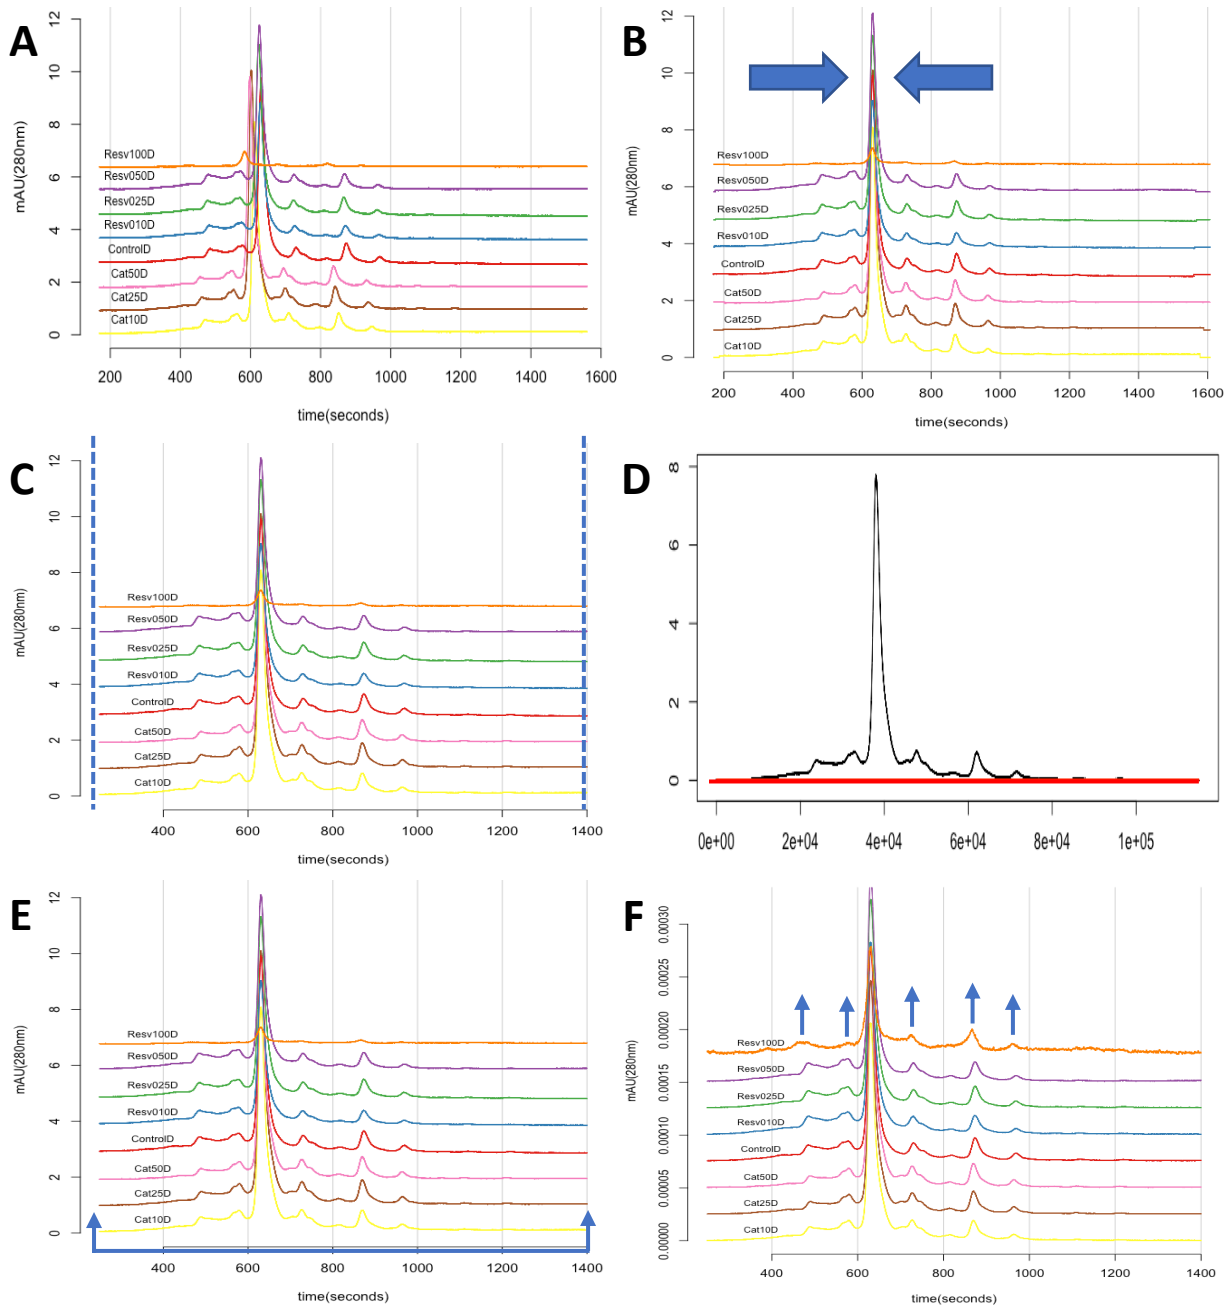 A
mAU(280nm)
12
10
8
6
4
2
0
Resv100D
Resv050D
Resv025D
Resv010D
ControlD
Cat50D
Cat25D
Cat10D
200 400 600 800 1000 1200 1400 1600
time(seconds)
B
mAU(280nm)
12
10
8
6
4
2
0
Resv100D
Resv050D
Resv025D
Resv010D
ControlD
Cat50D
Cat25D
Cat10D
200 400 600 800 1000 1200 1400 1600
time(seconds)
C
mAU(280nm)
12
10
8
6
4
2
0
Resv100D
Resv050D
Resv025D
Resv010D
ControlD
Cat50D
Cat25D
Cat10D
400 600 800 1000 1200 1400
time(seconds)
D
8
6
4
2
0
0e+00 2e+04 4e+04 6e+04 8e+04 1e+05
E
mAU(280nm)
12
10
8
6
4
2
0
Resv100D
Resv050D
Resv025D
Resv010D
ControlD
Cat50D
Cat25D
Cat10D
400 600 800 1000 1200 1400
time(seconds)
F
mAU(280nm)
0.00030
0.00025
0.00020
0.00015
0.00010
0.00005
0.00000
Resv100D
Resv050D
Resv025D
Resv010D
ControlD
Cat50D
Cat25D
Cat10D
400 600 800 1000 1200 1400
time(seconds)